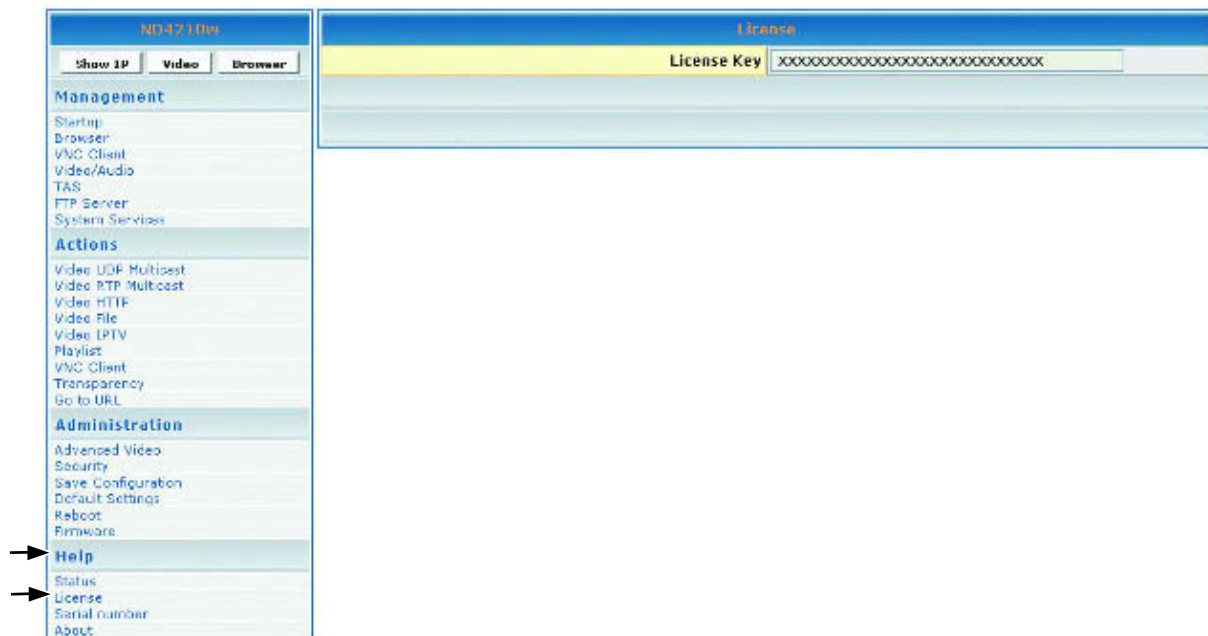 ND4210w
Show IP Video Browser
Management
Startup
Browser
VNC Client
Video/Audio
TAS
FTP Server
System Services
Actions
Video UDP Multicast
Video RTP Multicast
Video HTTP
Video File
Video IPTV
Playlist
VNC Client
Transparency
Go to URL
Administration
Advanced Video
Security
Save Configuration
Default Settings
Reboot
Firmware
Help
Status
License
Serial number
About
License
License Key XXXXXXXXXXXXXXXXXXXXXXXXXXXX